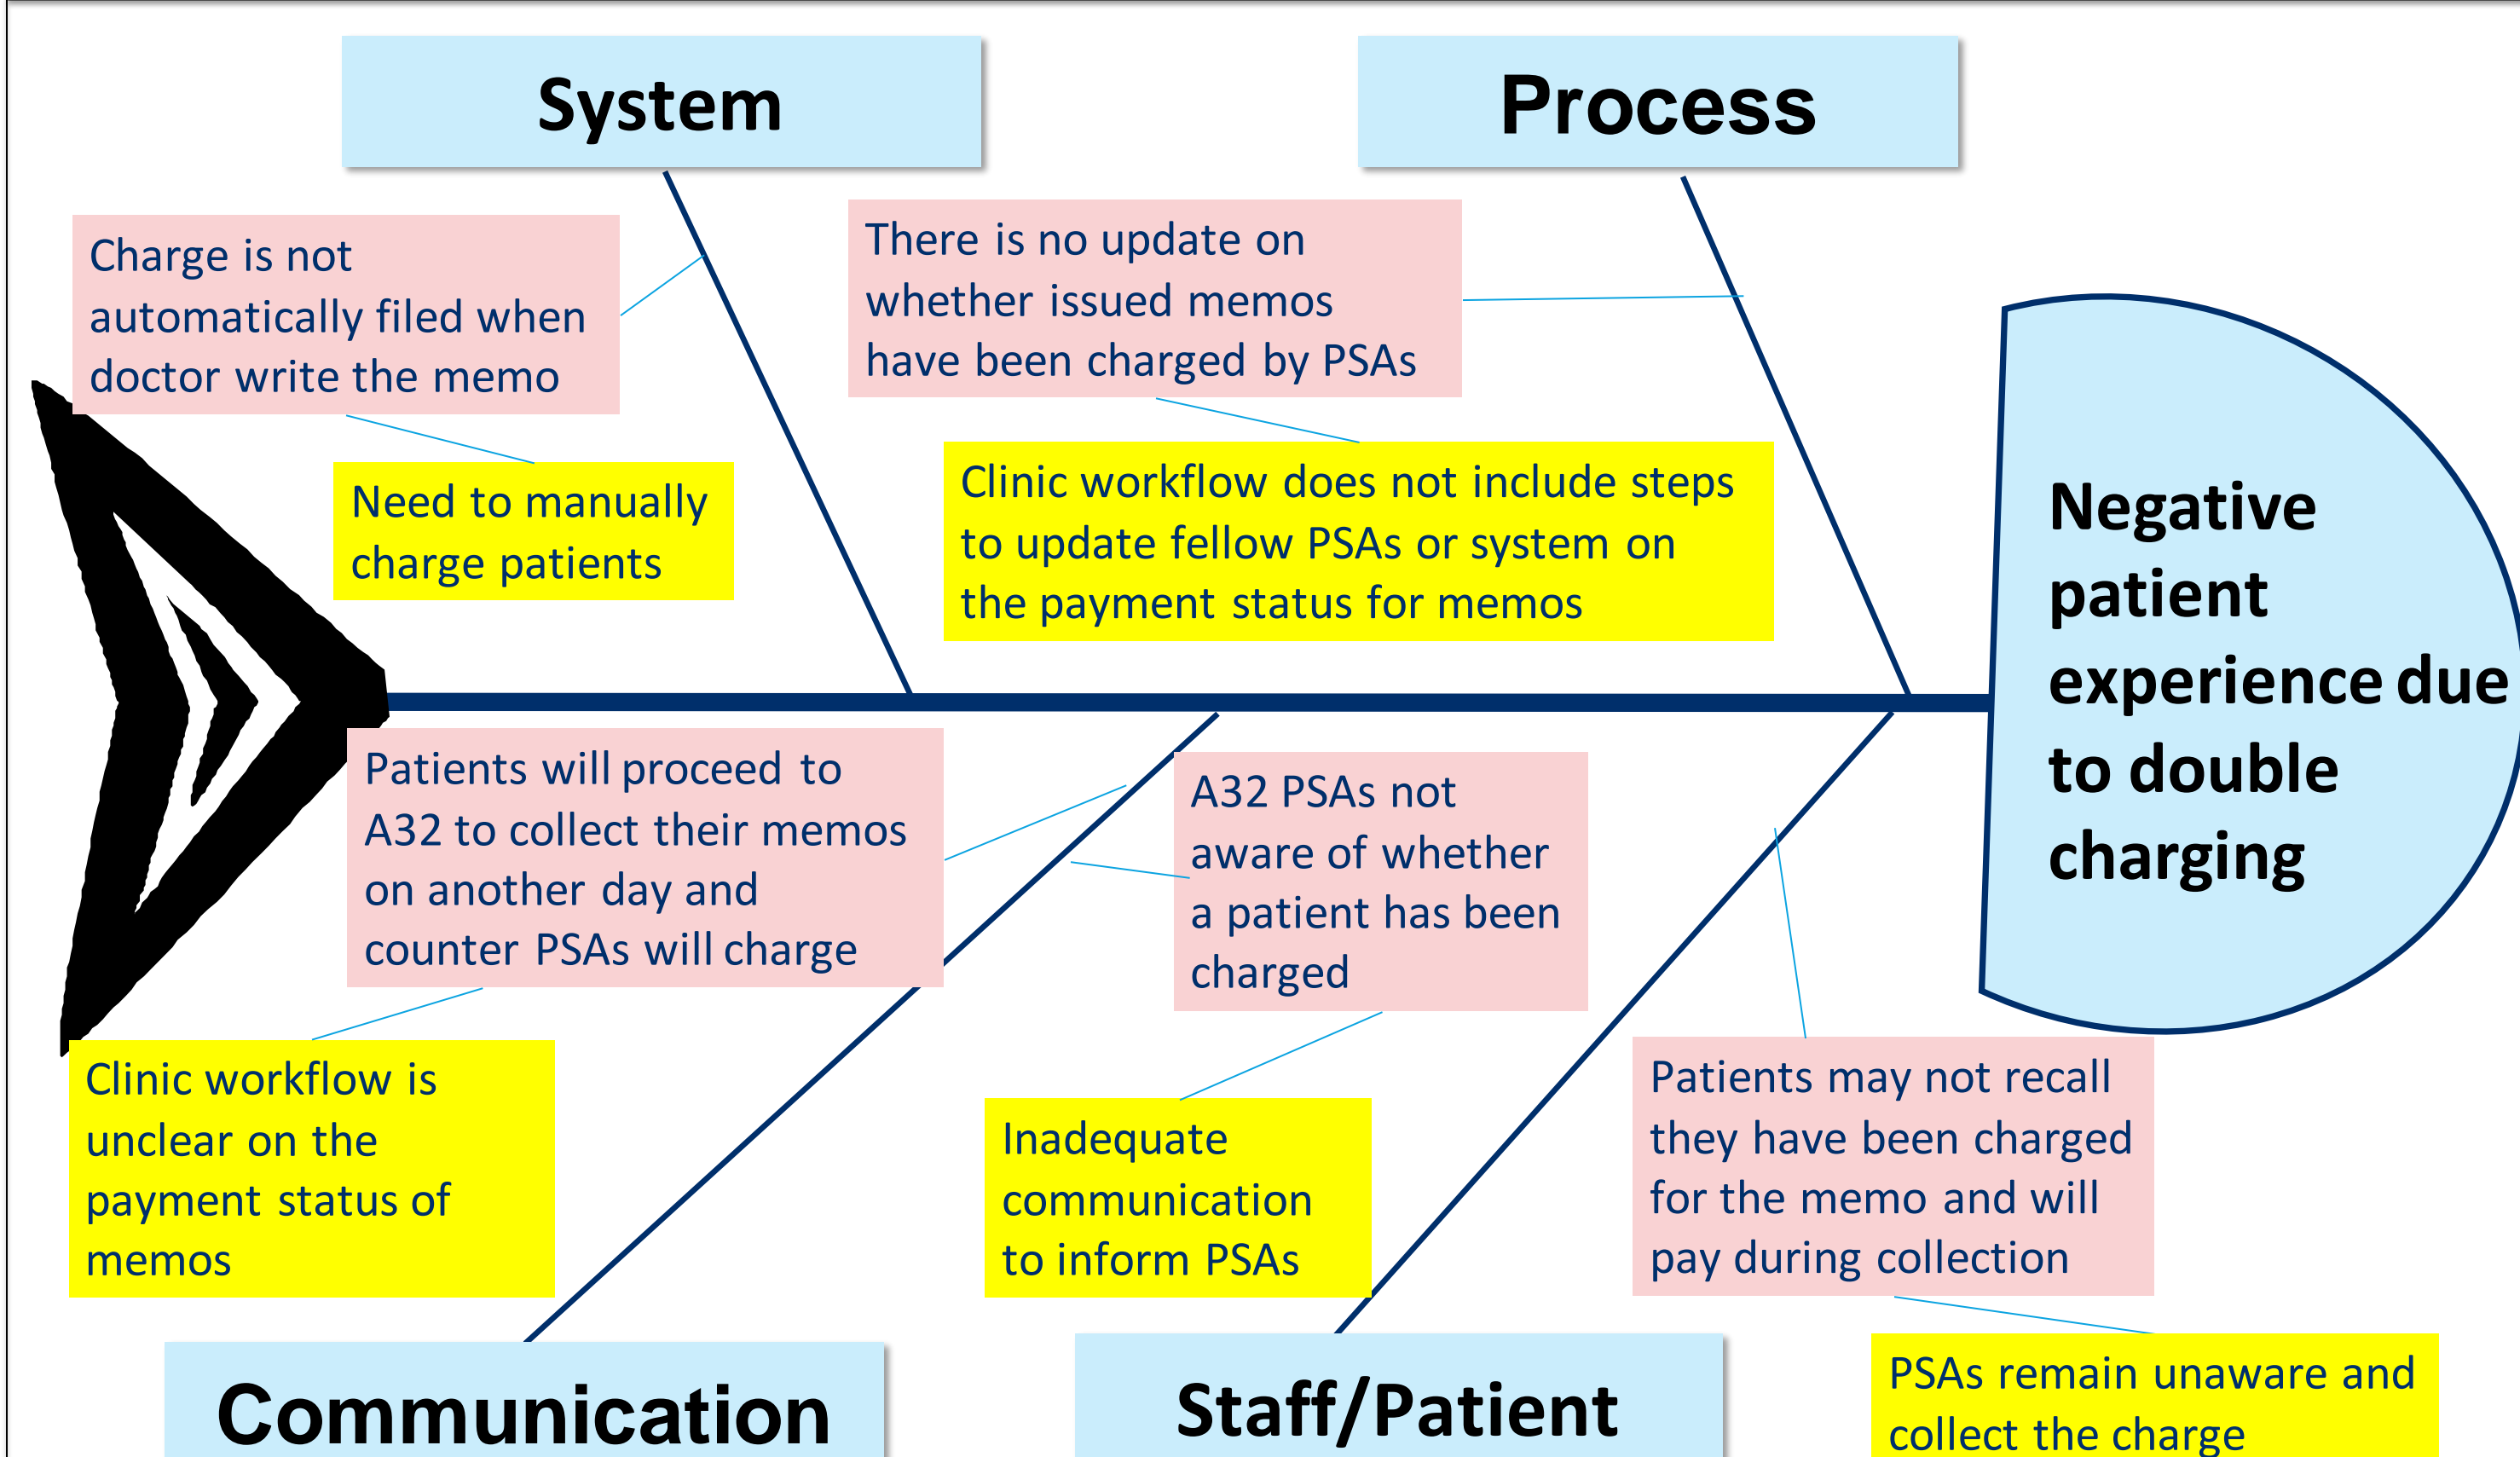 System
Process
Charge is not
automatically filed when
doctor write the memo
There is no update on
whether issued memos
have been charged by PSAs
Need to manually
charge patients
Clinic workflow does not include steps
to update fellow PSAs or system on
the payment status for memos
Negative
patient
experience due
to double
charging
Patients will proceed to
A32 to collect their memos
on another day and
counter PSAs will charge
A32 PSAs not
aware of whether
a patient has been
charged
Clinic workflow is
unclear on the
payment status of
memos
Inadequate
communication
to inform PSAs
Patients may not recall
they have been charged
for the memo and will
pay during collection
Communication
Staff/Patient
PSAs remain unaware and
collect the charge